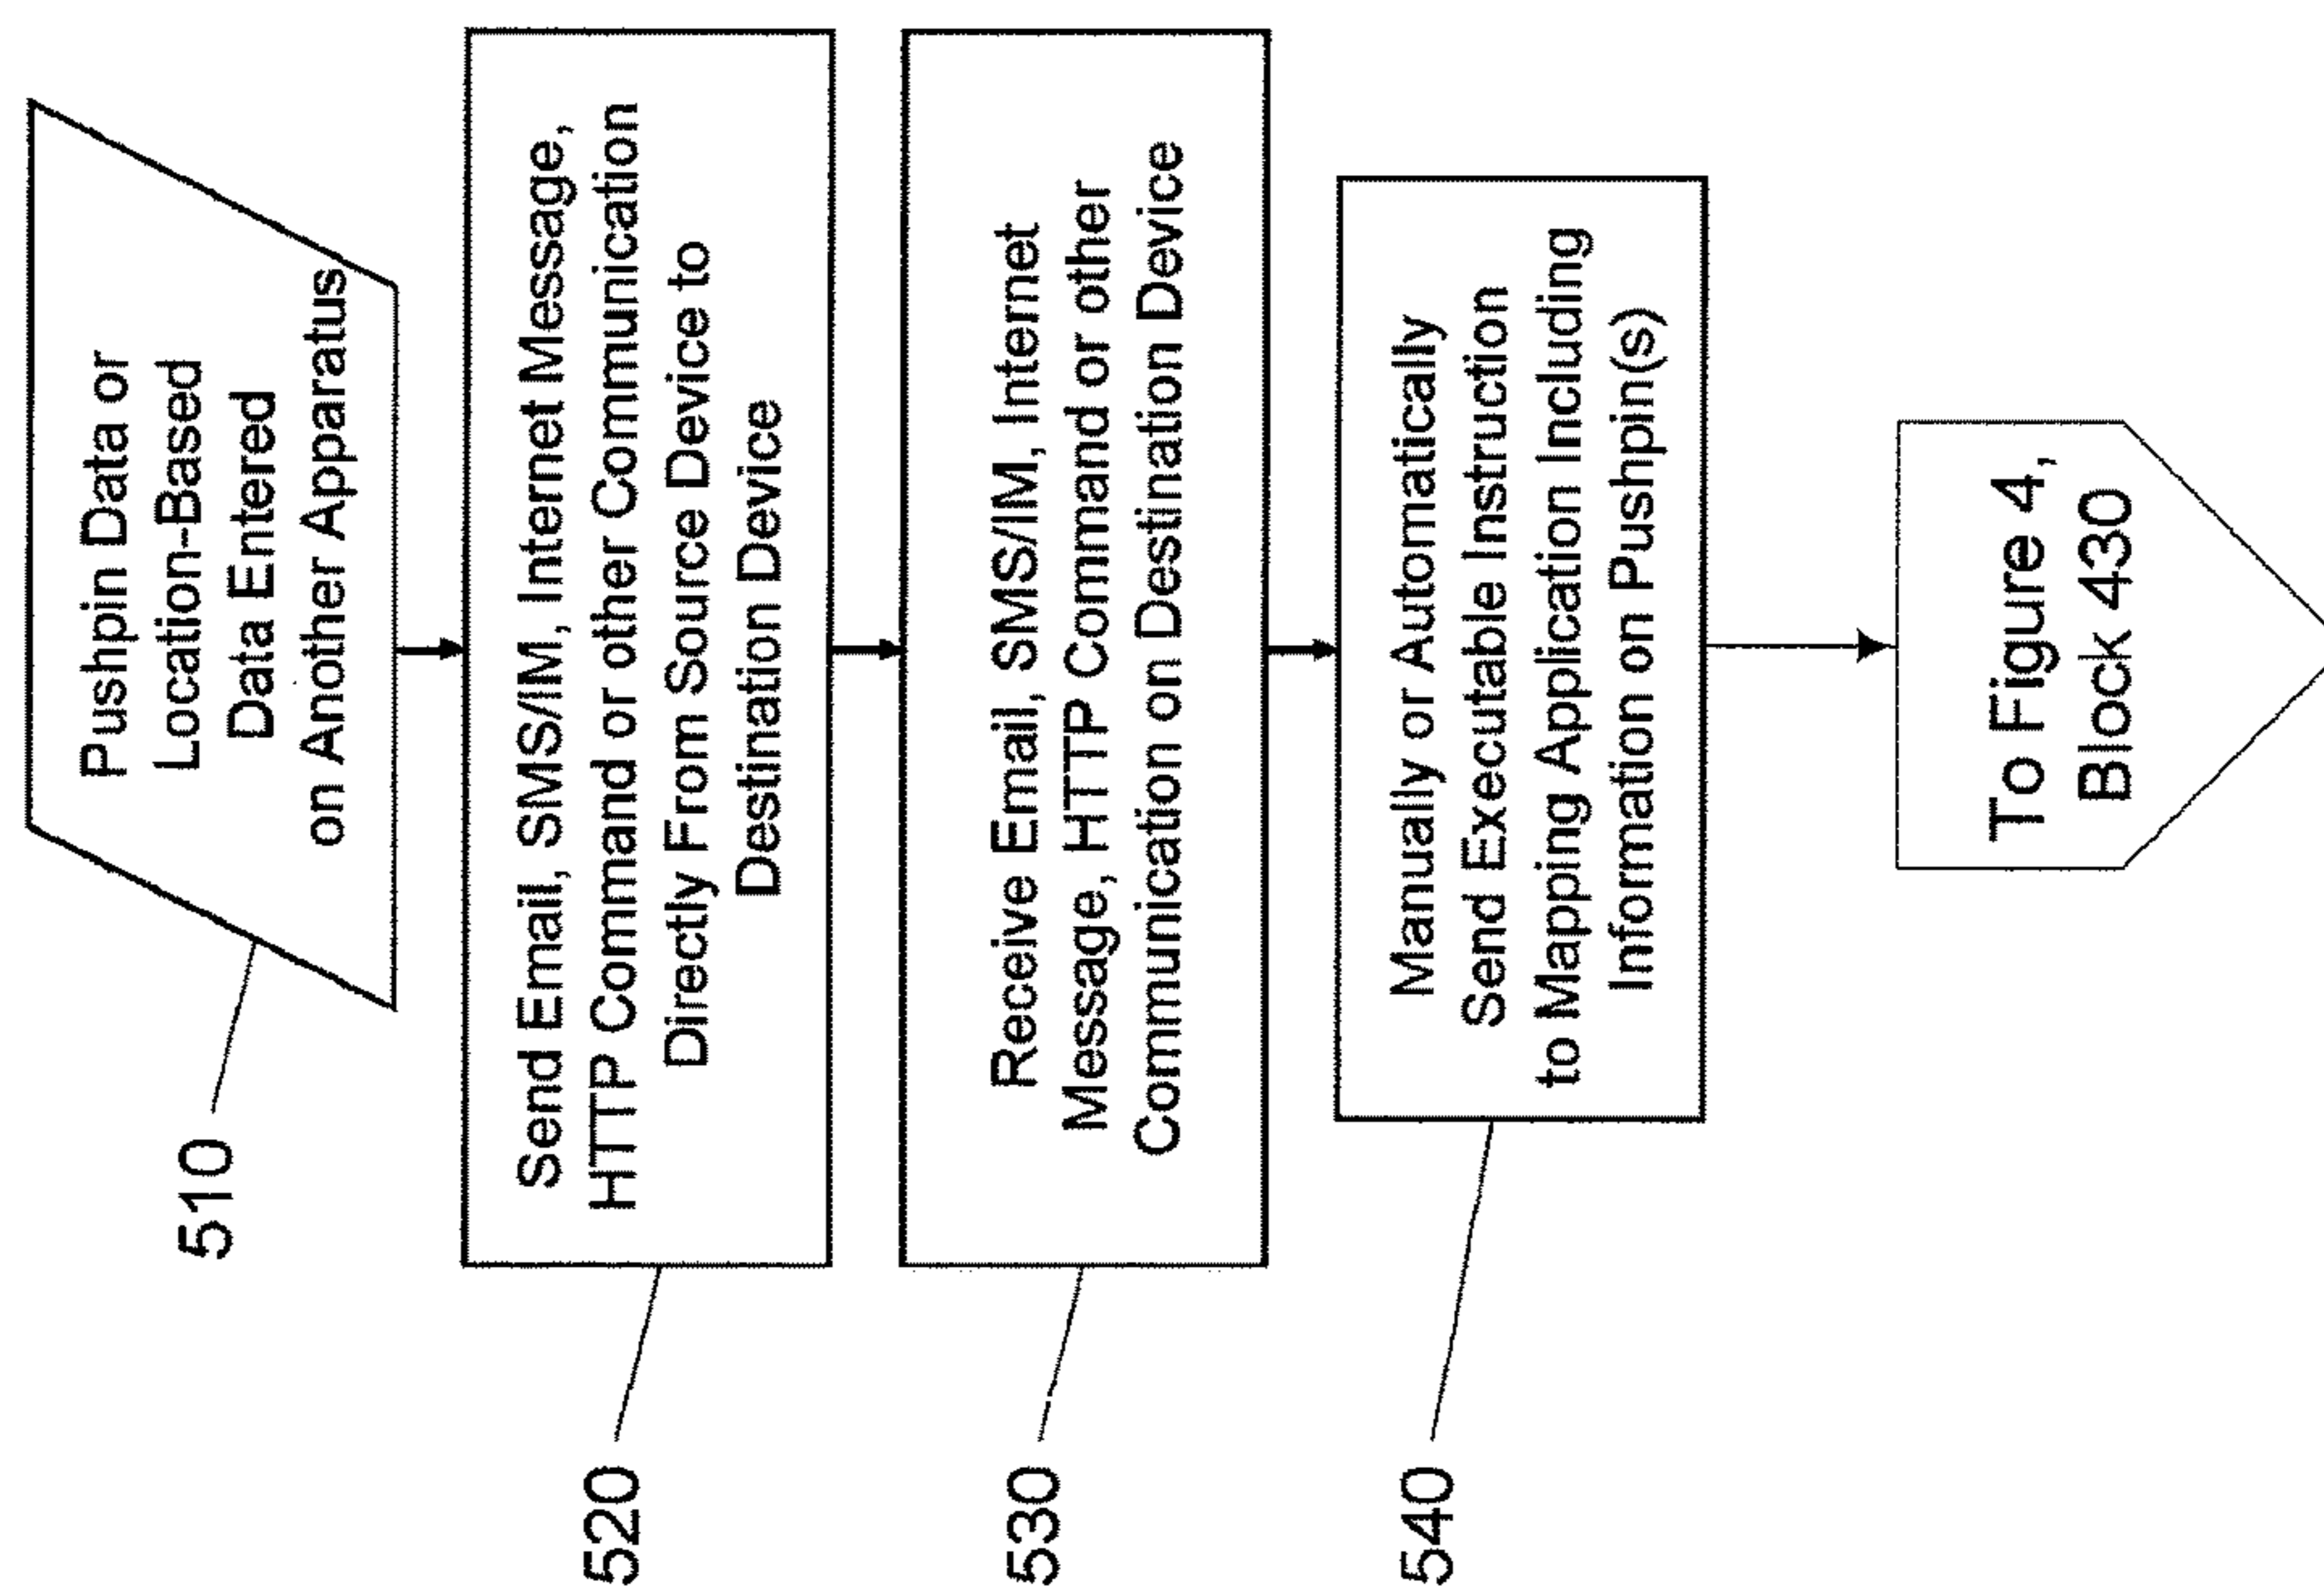 510
Pushpin Data or
Location-Based
Data Entered
on Another Apparatus
520
Send Email, SMS/IM, Internet Message,
HTTP Command or other Communication
Directly From Source Device to
Destination Device
530
Receive Email, SMS/IM, Internet
Message, HTTP Command or other
Communication on Destination Device
540
Manually or Automatically
Send Executable Instruction
to Mapping Application Including
Information on Pushpin(s)
To Figure 4,
Block 430